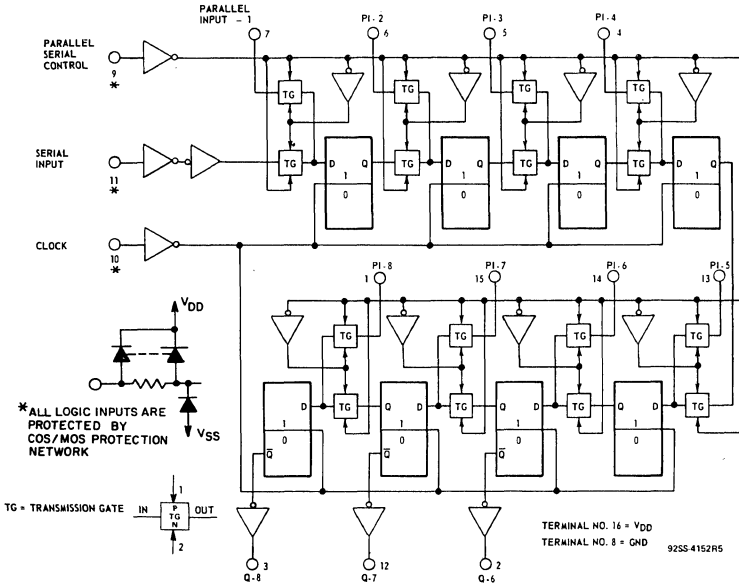 PARALLEL
INPUT - 1
7
PI-2
6
PI-3
5
PI-4
4
PARALLEL
SERIAL
CONTROL
9
*
TG
TG
TG
TG
SERIAL
INPUT
11
*
TG
D Q
1
0
TG
D Q
1
0
TG
D Q
1
0
TG
D Q
1
0
CLOCK
10
*
PI-8
1
PI-7
15
PI-6
14
PI-5
13
TG
TG
TG
TG
D
1
0
Q
TG
Q D
1
0
Q
TG
Q D
1
0
Q
TG
Q D
1
0
TG
VDD
VSS
*ALL LOGIC INPUTS ARE
PROTECTED BY
COS/MOS PROTECTION
NETWORK
TG = TRANSMISSION GATE
IN
1
P
TG
N
OUT
2
3
Q-8
12
Q-7
2
Q-6
TERMINAL NO. 16 = VDD
TERMINAL NO. 8 = GND
92SS-4152R5